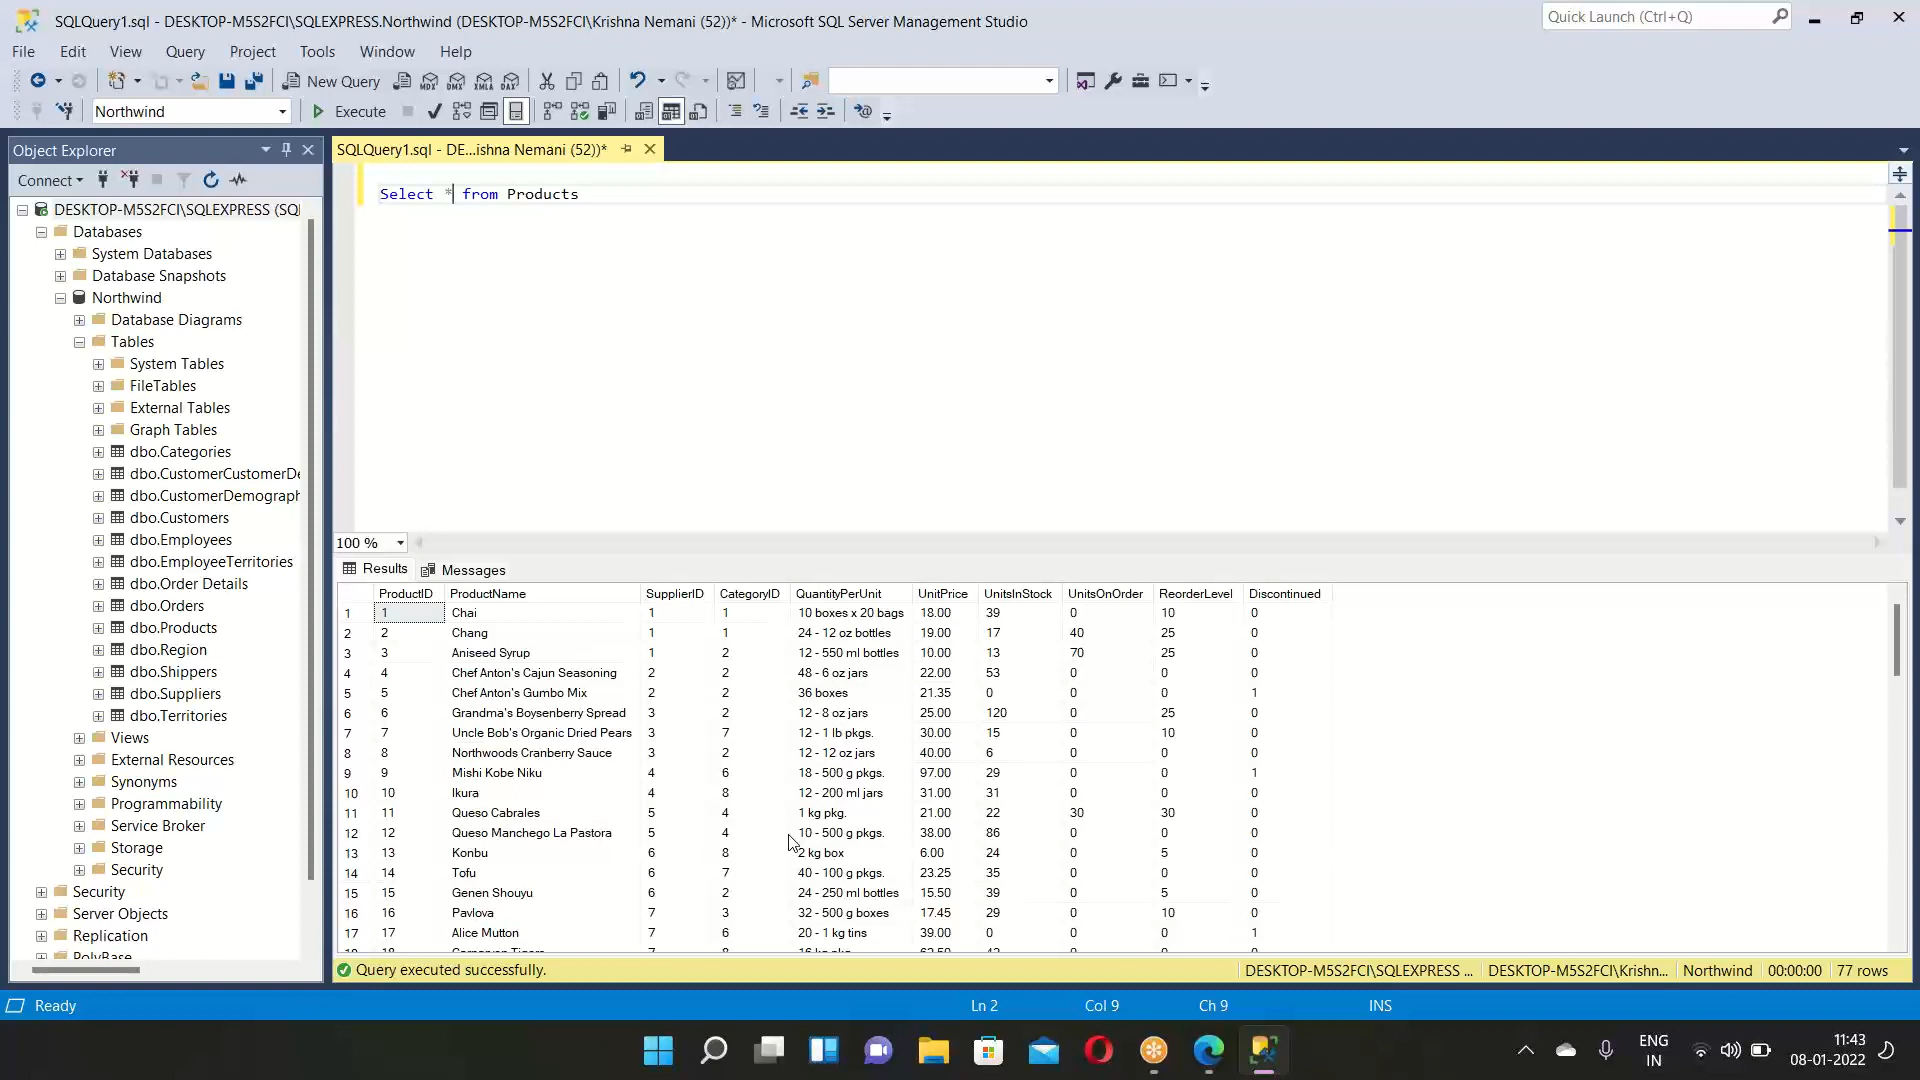 SQLQuery1.sql - DESKTOP-M5S2FCI\SQLEXPRESS.Northwind (DESKTOP-M5S2FCI\Krishna Nemani (52))* - Microsoft SQL Server Management Studio
Quick Launch (Ctrl+Q)
File Edit View Query Project Tools Window Help
New Query MDX DMX XMLA DAX
Northwind Execute
Object Explorer
SQLQuery1.sql - DE...ishna Nemani (52))*
Connect
Select * from Products
DESKTOP-M5S2FCI\SQLEXPRESS (SQ
Databases
System Databases
Database Snapshots
Northwind
Database Diagrams
Tables
System Tables
FileTables
External Tables
Graph Tables
dbo.Categories
dbo.CustomerCustomerDe
dbo.CustomerDemograph
dbo.Customers
dbo.Employees
dbo.EmployeeTerritories
dbo.Order Details
dbo.Orders
dbo.Products
dbo.Region
dbo.Shippers
dbo.Suppliers
dbo.Territories
Views
External Resources
Synonyms
Programmability
Service Broker
Storage
Security
Security
Server Objects
Replication
PolyBase
100 %
Results Messages
ProductID ProductName SupplierID CategoryID QuantityPerUnit UnitPrice UnitsInStock UnitsOnOrder ReorderLevel Discontinued
1 1 Chai 1 1 10 boxes x 20 bags 18.00 39 0 10 0
2 2 Chang 1 1 24 - 12 oz bottles 19.00 17 40 25 0
3 3 Aniseed Syrup 1 2 12 - 550 ml bottles 10.00 13 70 25 0
4 4 Chef Anton's Cajun Seasoning 2 2 48 - 6 oz jars 22.00 53 0 0 0
5 5 Chef Anton's Gumbo Mix 2 2 36 boxes 21.35 0 0 0 1
6 6 Grandma's Boysenberry Spread 3 2 12 - 8 oz jars 25.00 120 0 25 0
7 7 Uncle Bob's Organic Dried Pears 3 7 12 - 1 lb pkgs. 30.00 15 0 10 0
8 8 Northwoods Cranberry Sauce 3 2 12 - 12 oz jars 40.00 6 0 0 0
9 9 Mishi Kobe Niku 4 6 18 - 500 g pkgs. 97.00 29 0 0 1
10 10 Ikura 4 8 12 - 200 ml jars 31.00 31 0 0 0
11 11 Queso Cabrales 5 4 1 kg pkg. 21.00 22 30 30 0
12 12 Queso Manchego La Pastora 5 4 10 - 500 g pkgs. 38.00 86 0 0 0
13 13 Konbu 6 8 2 kg box 6.00 24 0 5 0
14 14 Tofu 6 7 40 - 100 g pkgs. 23.25 35 0 0 0
15 15 Genen Shouyu 6 2 24 - 250 ml bottles 15.50 39 0 5 0
16 16 Pavlova 7 3 32 - 500 g boxes 17.45 29 0 10 0
17 17 Alice Mutton 7 6 20 - 1 kg tins 39.00 0 0 0 1
Query executed successfully.
DESKTOP-M5S2FCI\SQLEXPRESS ... DESKTOP-M5S2FCI\Krishn... Northwind 00:00:00 77 rows
Ready Ln 2 Col 9 Ch 9 INS
ENG
IN
11:43
08-01-2022